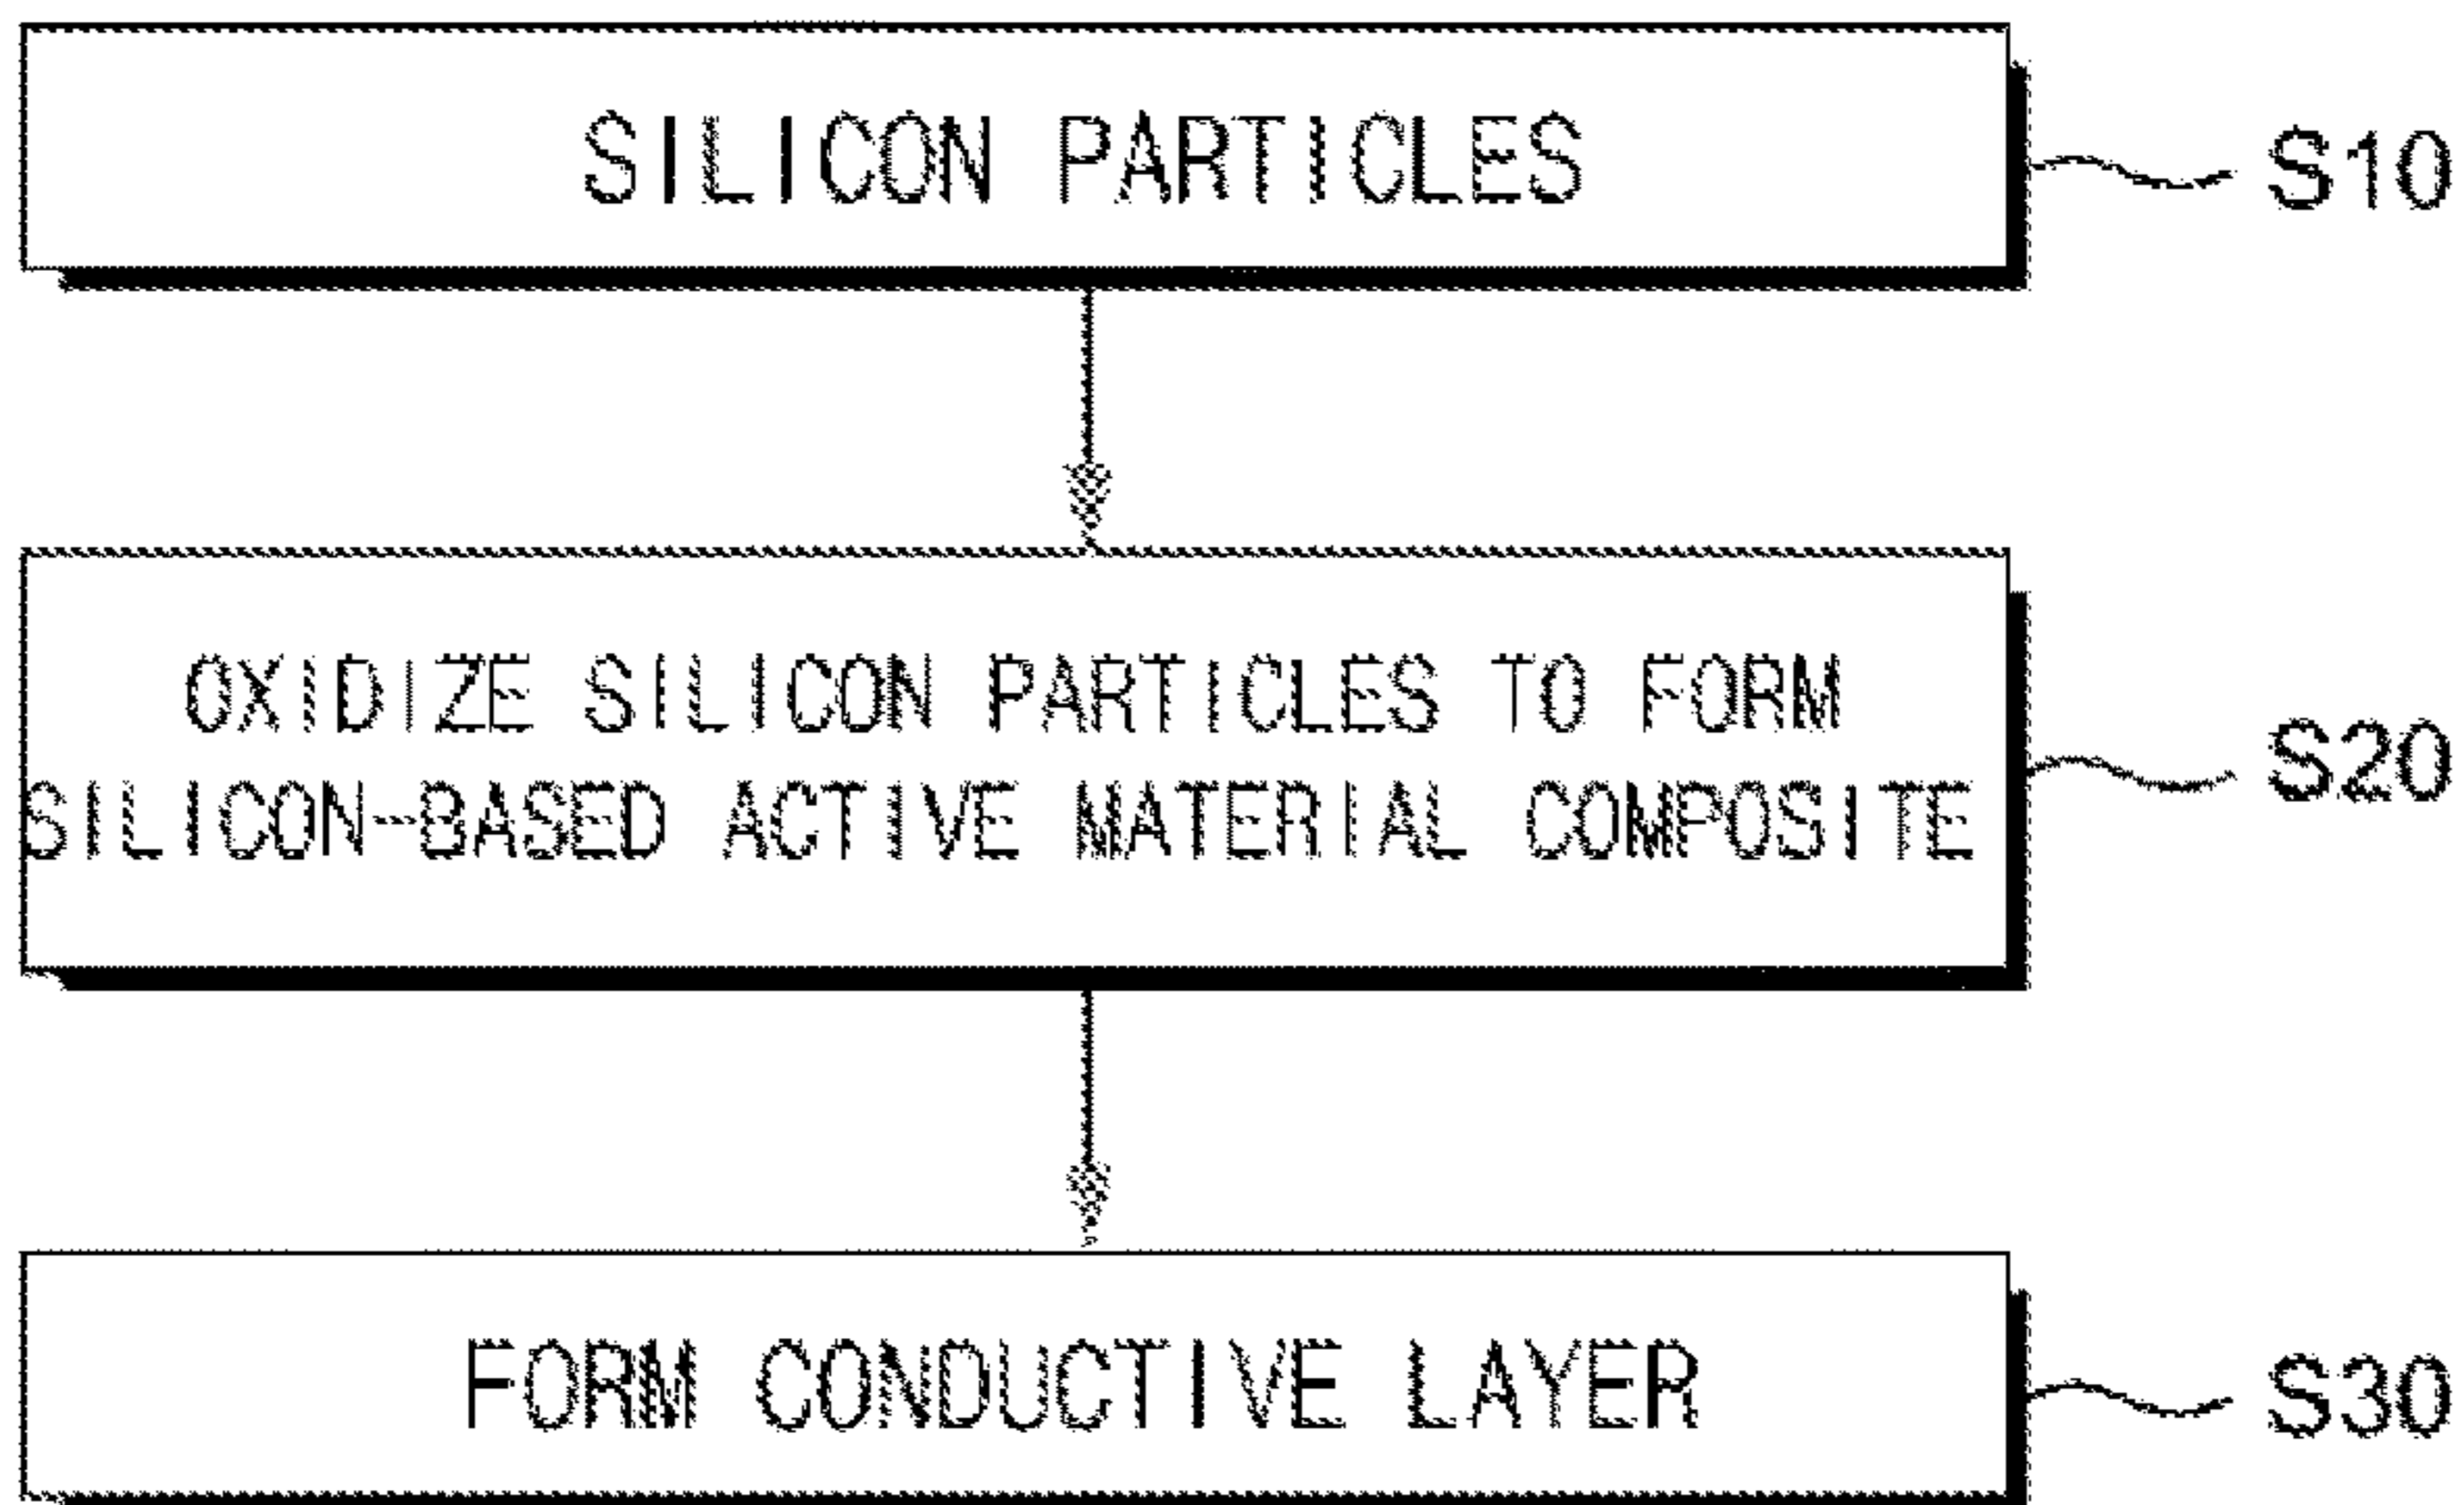 SILICON PARTICLES
S10
OXIDIZE SILICON PARTICLES TO FORM
SILICON-BASED ACTIVE MATERIAL COMPOSITE
S20
FORM CONDUCTIVE LAYER
S30